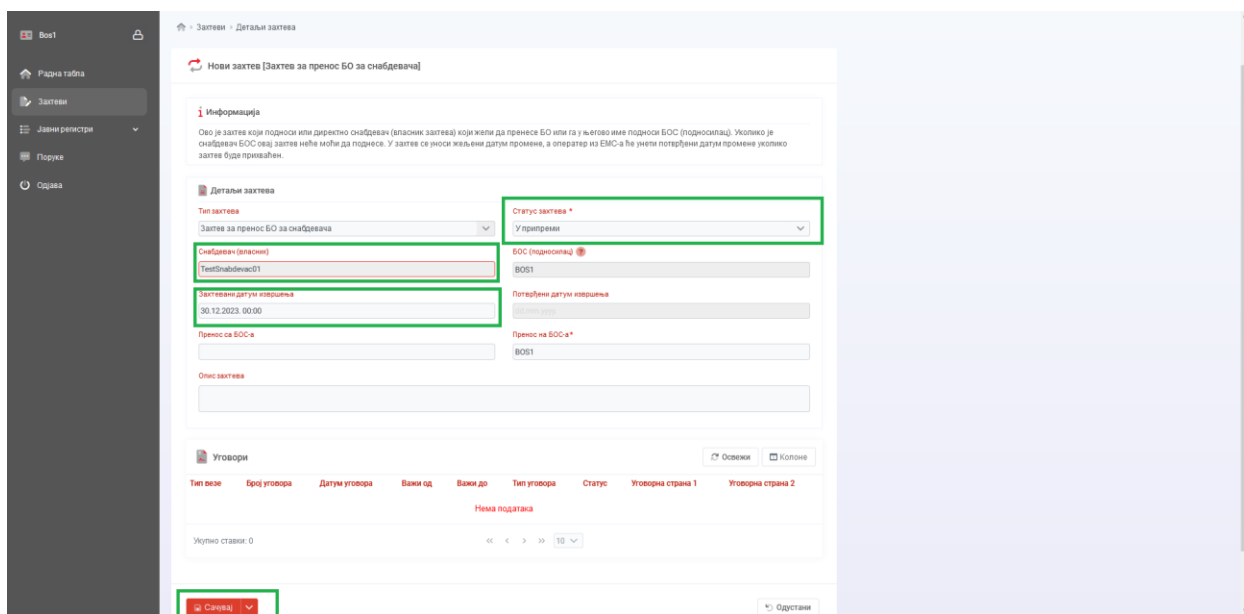 Bos1
Радна табла
Захтеви
Јавни регистри
Поруке
Одјава
Захтеви > Детаљи захтева
Нови захтев [Захтев за пренос БО за снабдевача]
Информација
Ово је захтев који подноси или директно снабдевач (власник захтева) који жели да пренесе БО или га у његово име подноси БОС (подносилац). Уколико је
снабдевач БОС овај захтев неће моћи да поднесе. У захтев се уноси жељени датум промене, а оператер из ЕМС-а ће унети потврђени датум промене уколико
захтев буде прихваћен.
Детаљи захтева
Тип захтева
Статус захтева *
Захтев за пренос БО за снабдевача
У припреми
Снабдевач (власник)
БОС (подносилац) ?
TestSnabdevac01
BOS1
Захтевани датум извршења
Потврђени датум извршења
30.12.2023. 00:00
Пренос са БОС-а
Пренос на БОС-а*
BOS1
Опис захтева
Уговори
Освежи
Колоне
Тип везе Број уговора Датум уговора Важи од Важи до Тип уговора Статус Уговорна страна 1 Уговорна страна 2
Нема података
Укупно ставки: 0
10
Сачувај
Одустани